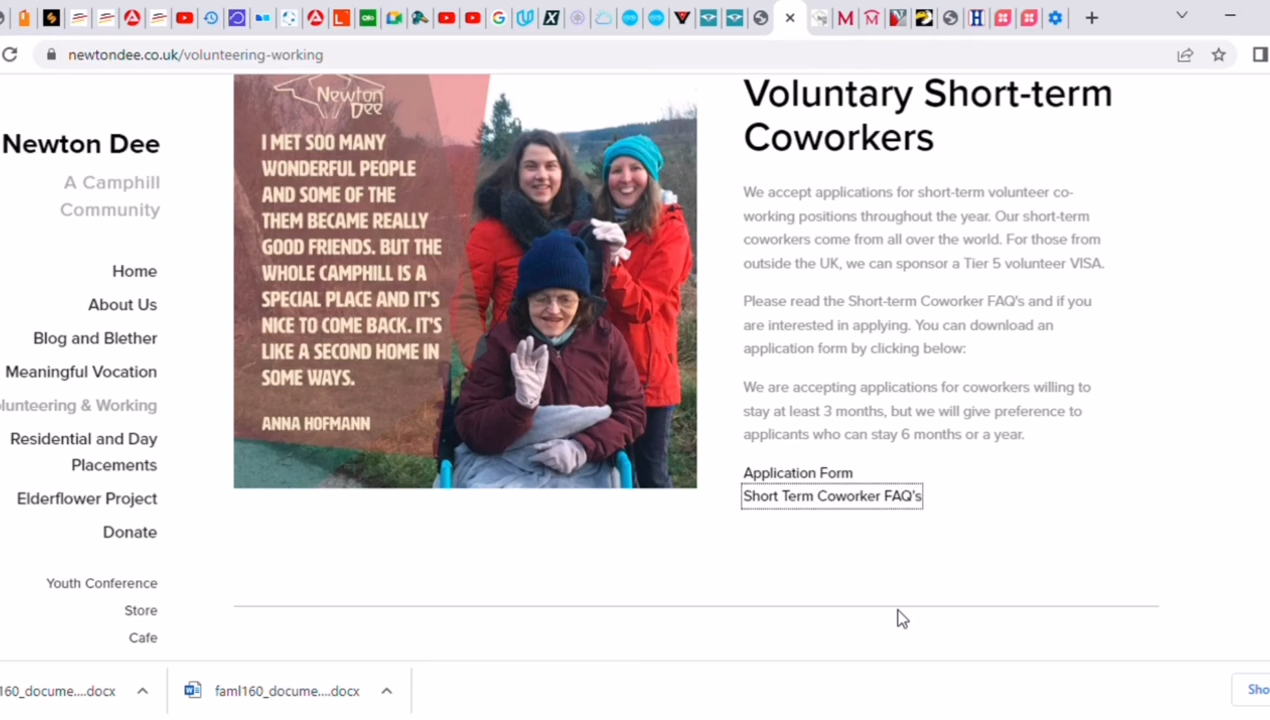 newtondee.co.uk/volunteering-working
Newton Dee
A Camphill
Community
Home
About Us
Blog and Blether
Meaningful Vocation
olunteering & Working
Residential and Day
Placements
Elderflower Project
Donate
Youth Conference
Store
Cafe
Newton
Dee
I MET SOO MANY
WONDERFUL PEOPLE
AND SOME OF THE
THEM BECAME REALLY
GOOD FRIENDS. BUT THE
WHOLE CAMPHILL IS A
SPECIAL PLACE AND IT'S
NICE TO COME BACK. IT'S
LIKE A SECOND HOME IN
SOME WAYS.
ANNA HOFMANN
Voluntary Short-term
Coworkers
We accept applications for short-term volunteer co-
working positions throughout the year. Our short-term
coworkers come from all over the world. For those from
outside the UK, we can sponsor a Tier 5 volunteer VISA.
Please read the Short-term Coworker FAQ's and if you
are interested in applying. You can download an
application form by clicking below:
We are accepting applications for coworkers willing to
stay at least 3 months, but we will give preference to
applicants who can stay 6 months or a year.
Application Form
Short Term Coworker FAQ's
160_docume....docx
faml160_docume....docx
Sho